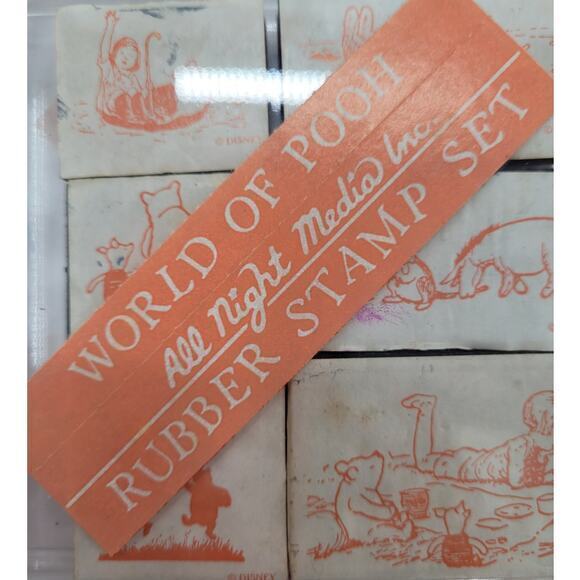 © DISNEY
WORLD OF POOH
All Night Media Inc.
RUBBER STAMP SET
© DISNEY